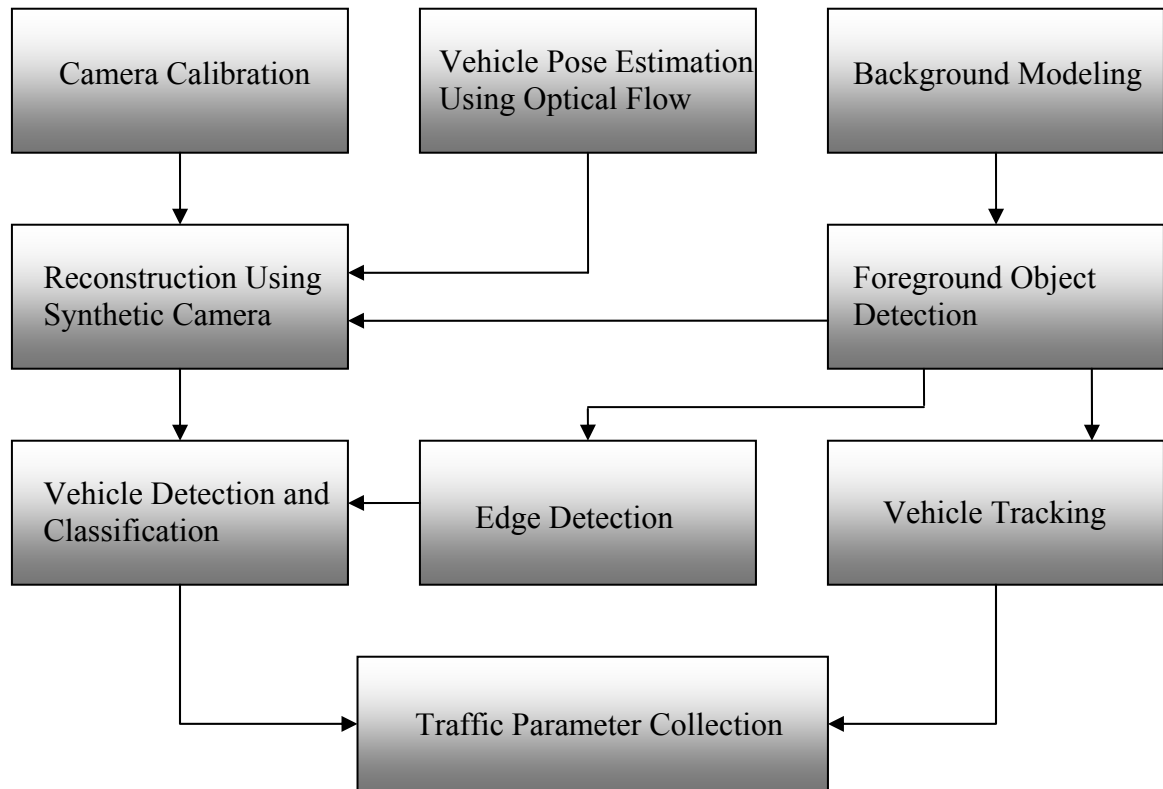 Camera Calibration
Vehicle Pose Estimation
Using Optical Flow
Background Modeling
Reconstruction Using
Synthetic Camera
Foreground Object
Detection
Vehicle Detection and
Classification
Edge Detection
Vehicle Tracking
Traffic Parameter Collection